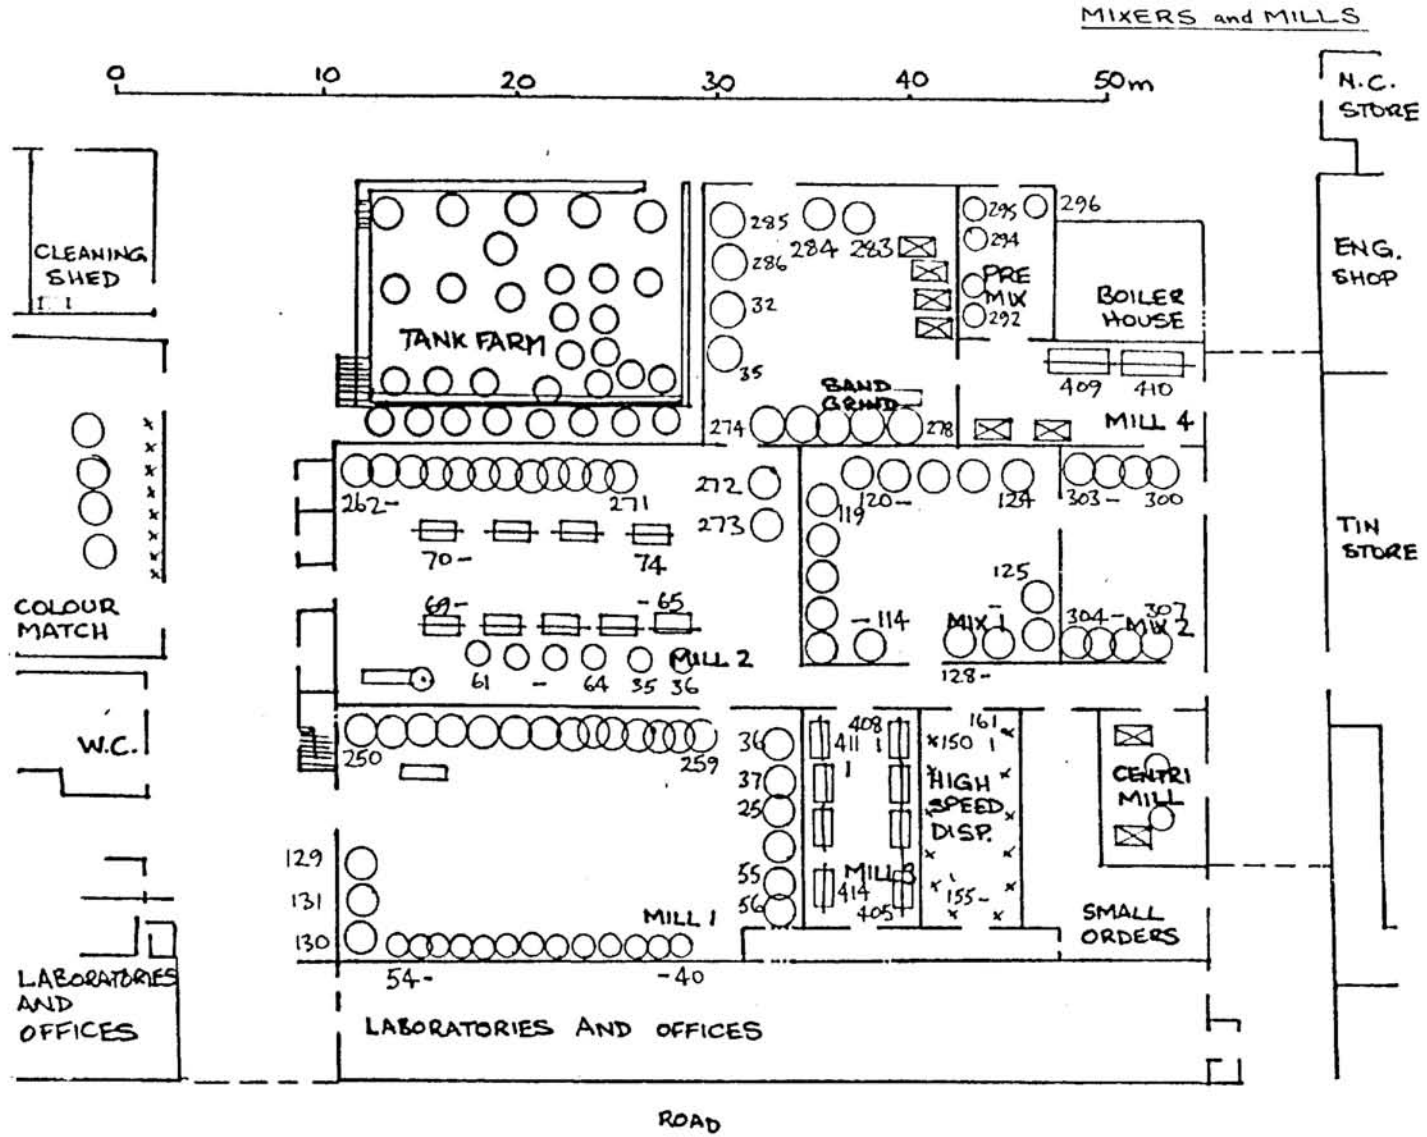 MIXERS and MILLS
0 10 20 30 40 50m
N.C.
STORE
CLEANING
SHED
TANK FARM
285
284 283
286
32
35
295 296
294
PRE
MIX
292
BOILER
HOUSE
ENG.
SHOP
SAND
GRIND
274 278
409 410
MILL 4
262- 271
272
273
70- 74
69- -65
61 - 64 35 36
MILL 2
119
120- 124
303- 300
125
-114
MIX 1
128-
304- 307
MIX 2
TIN
STORE
COLOUR
MATCH
W.C.
250 259
36
37
25
55
56
129
131
130
MILL 1
54- -40
408
411
MILL 3
414
405
161
150
HIGH
SPEED
DISP.
155-
CENTRI
MILL
SMALL
ORDERS
LABORATORIES
AND
OFFICES
LABORATORIES AND OFFICES
ROAD